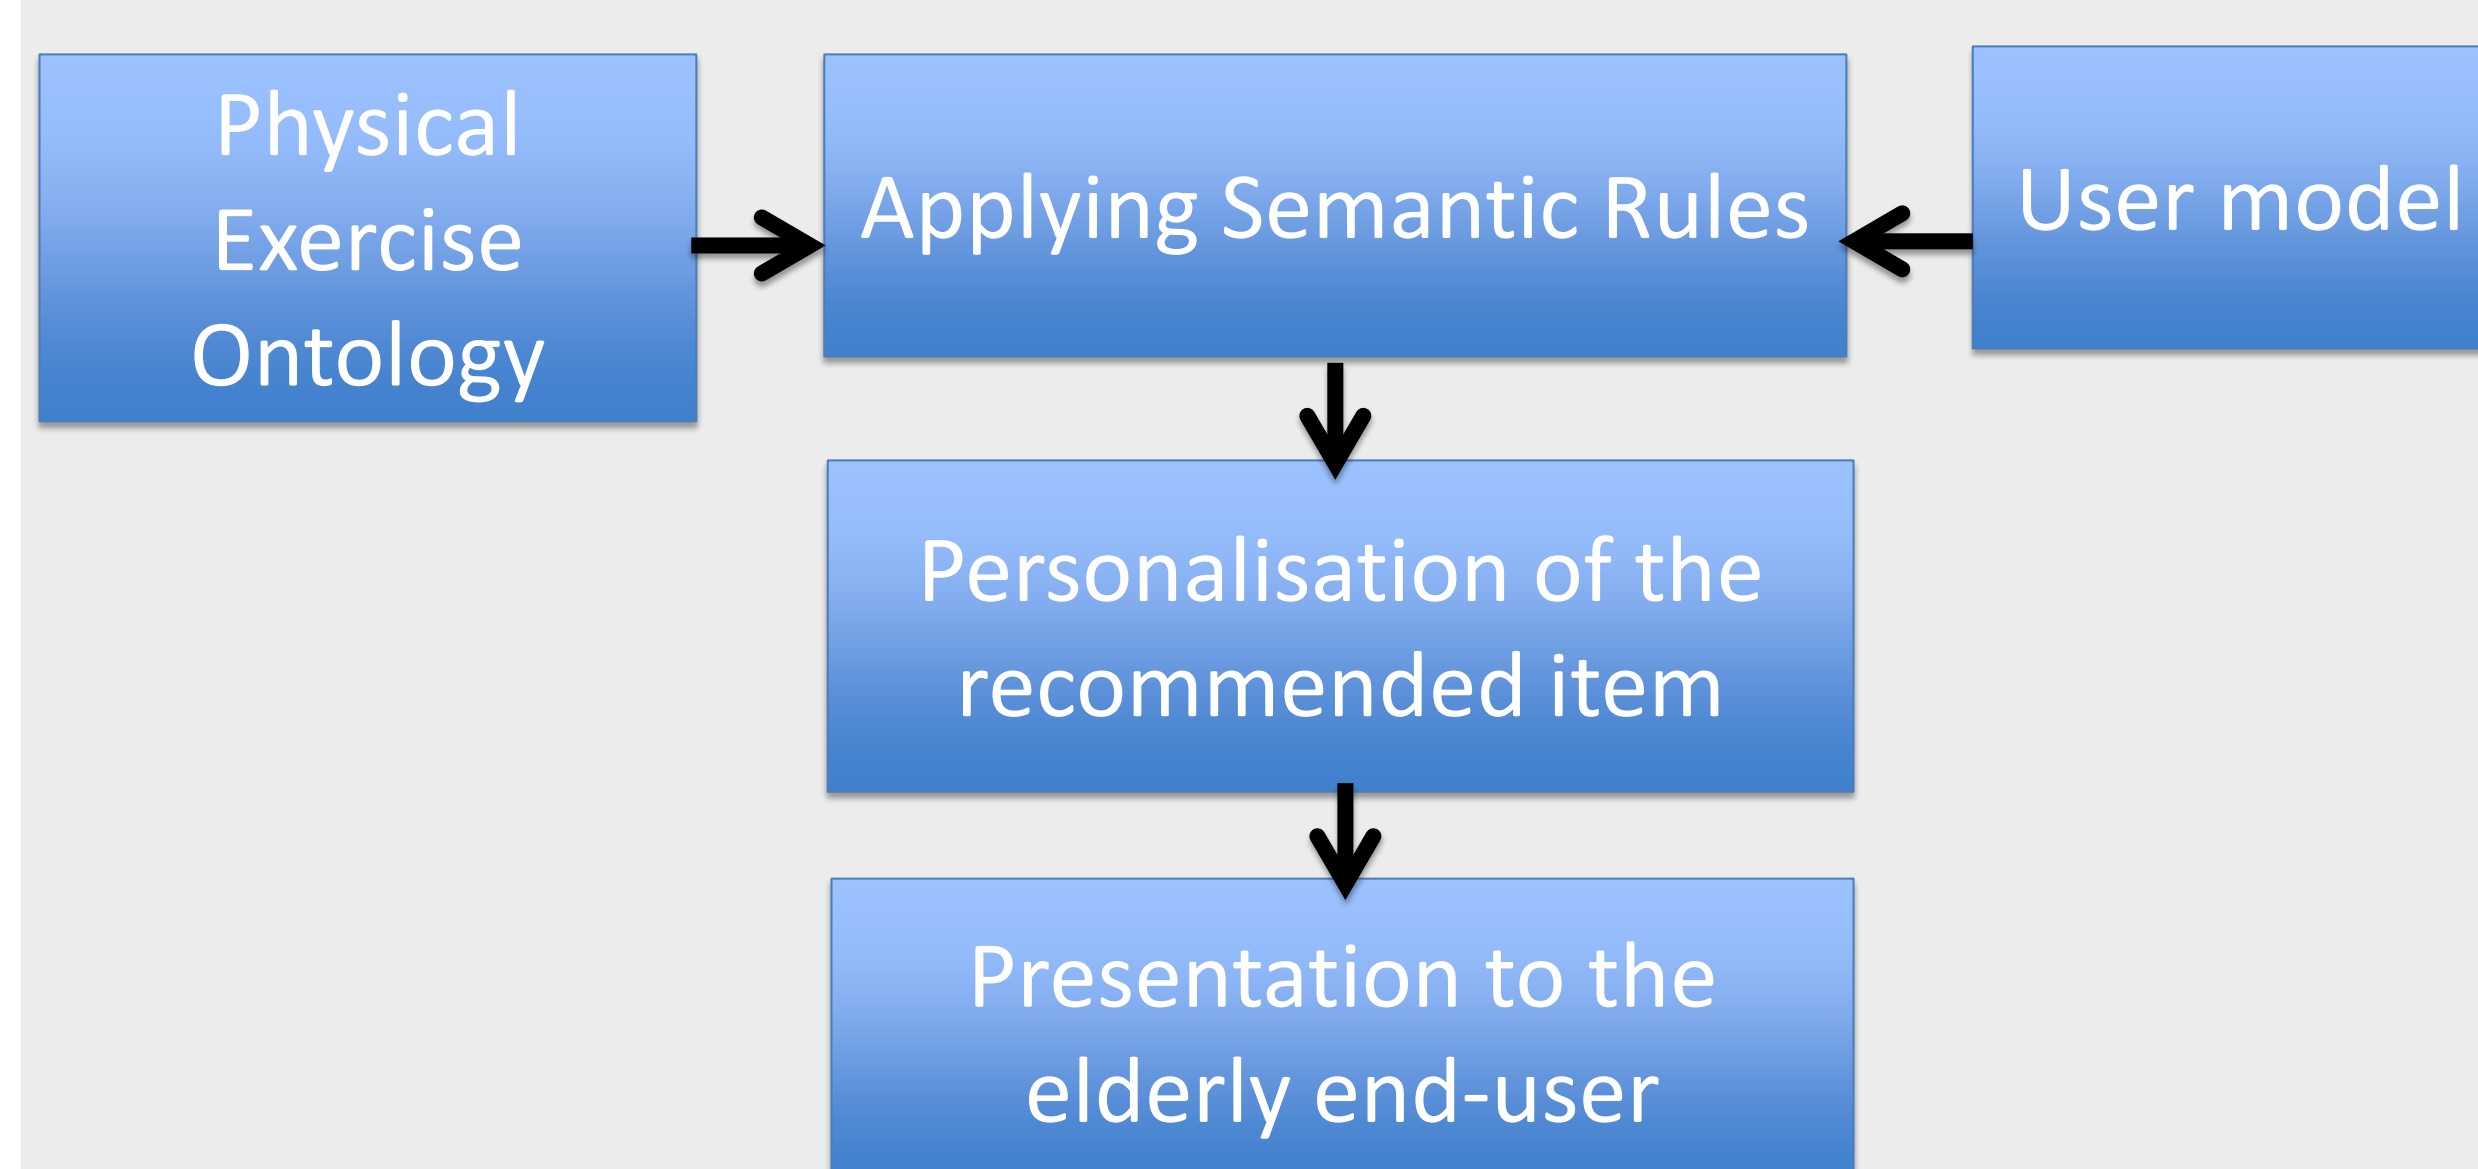 Physical
Exercise
Ontology
Applying Semantic Rules
User model
Personalisation of the
recommended item
Presentation to the
elderly end-user